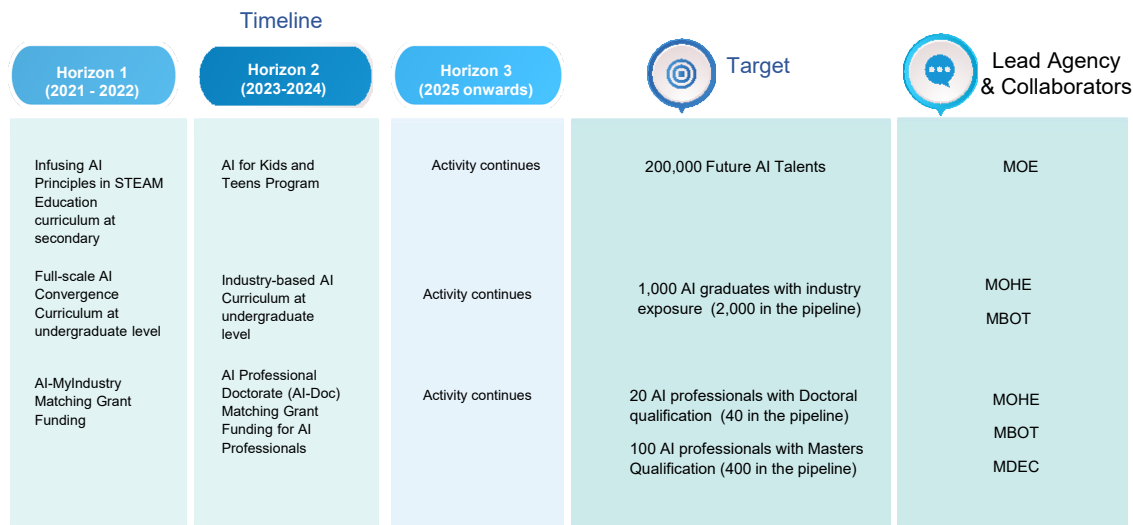 Timeline
Horizon 1
(2021 - 2022)
Horizon 2
(2023-2024)
Horizon 3
(2025 onwards)
Target
Lead Agency
& Collaborators
Infusing AI
Principles in STEAM
Education
curriculum at
secondary
AI for Kids and
Teens Program
Activity continues
200,000 Future AI Talents
MOE
Full-scale AI
Convergence
Curriculum at
undergraduate level
Industry-based AI
Curriculum at
undergraduate
level
Activity continues
1,000 AI graduates with industry
exposure (2,000 in the pipeline)
MOHE
MBOT
AI-MyIndustry
Matching Grant
Funding
AI Professional
Doctorate (AI-Doc)
Matching Grant
Funding for AI
Professionals
Activity continues
20 AI professionals with Doctoral
qualification (40 in the pipeline)
100 AI professionals with Masters
Qualification (400 in the pipeline)
MOHE
MBOT
MDEC